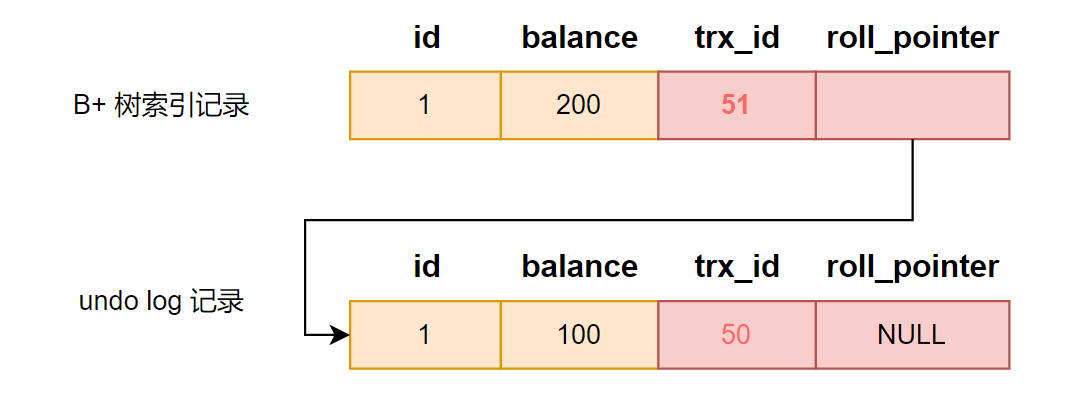 id balance trx_id roll_pointer
B+ 树索引记录 1 200 51
id balance trx_id roll_pointer
undo log 记录 1 100 50 NULL